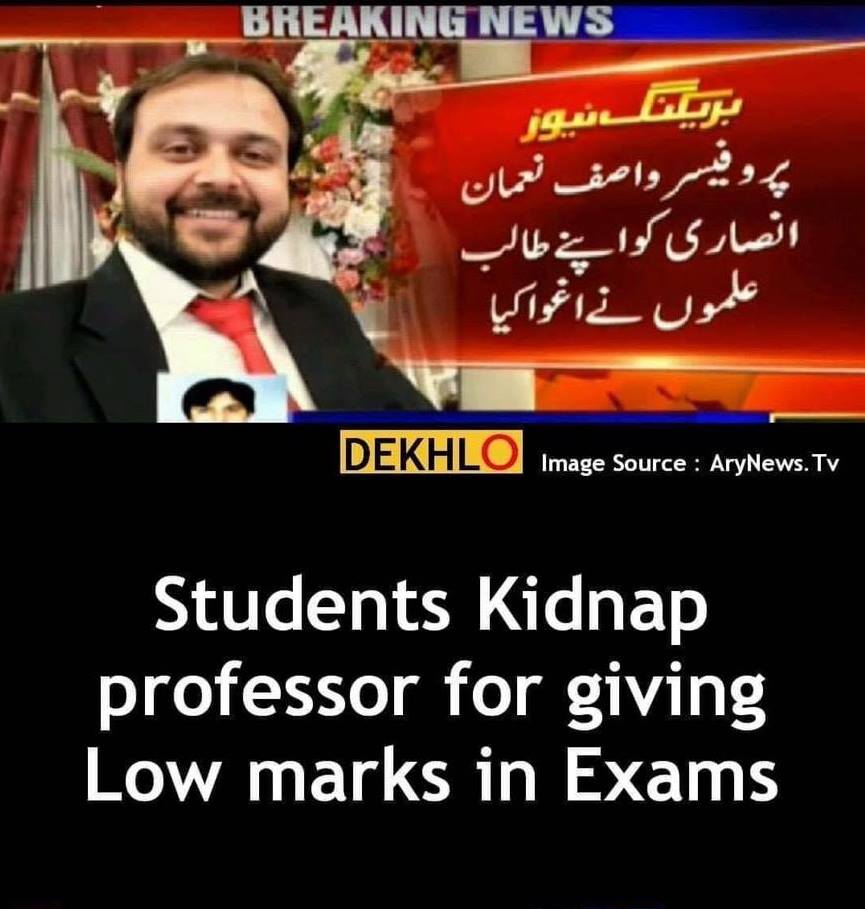 BREAKING NEWS
بریکنگ نیوز
پروفیسر واصف نعمان
انصاری کو اپنے طالب
علموں نے اغوا کیا
DEKHLO
Image Source : AryNews.Tv
Students Kidnap
professor for giving
Low marks in Exams